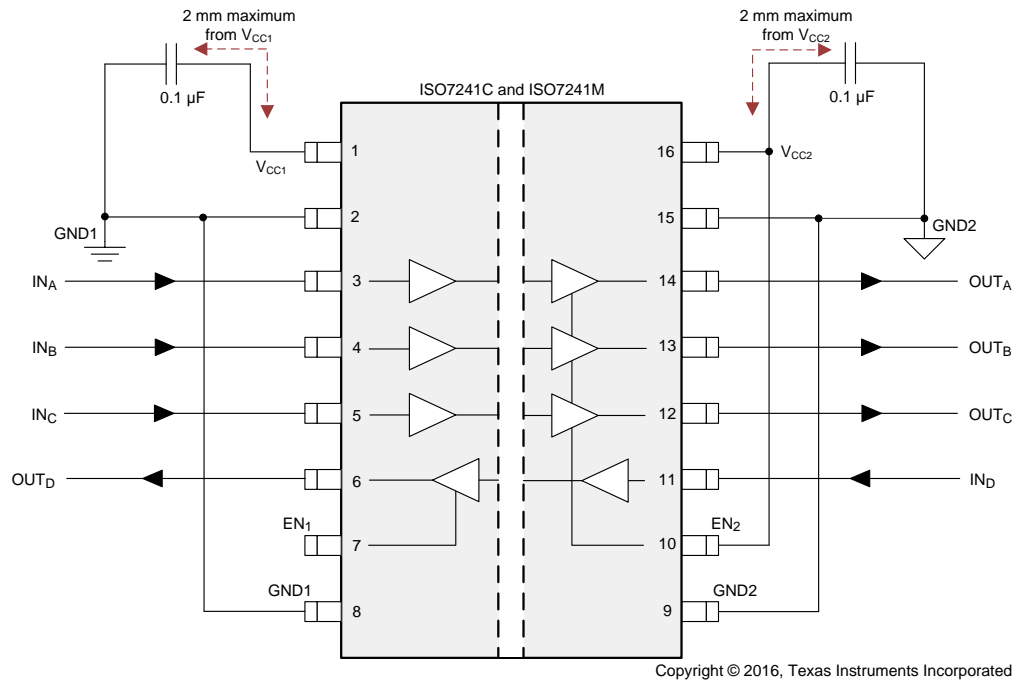 2 mm maximum
from VCC1
2 mm maximum
from VCC2
0.1 µF
0.1 µF
ISO7241C and ISO7241M
VCC1
1
16
VCC2
2
15
GND1
GND2
INA
3
14
OUTA
INB
4
13
OUTB
INC
5
12
OUTC
OUTD
6
11
IND
EN1
7
10
EN2
GND1
8
9
GND2
Copyright © 2016, Texas Instruments Incorporated